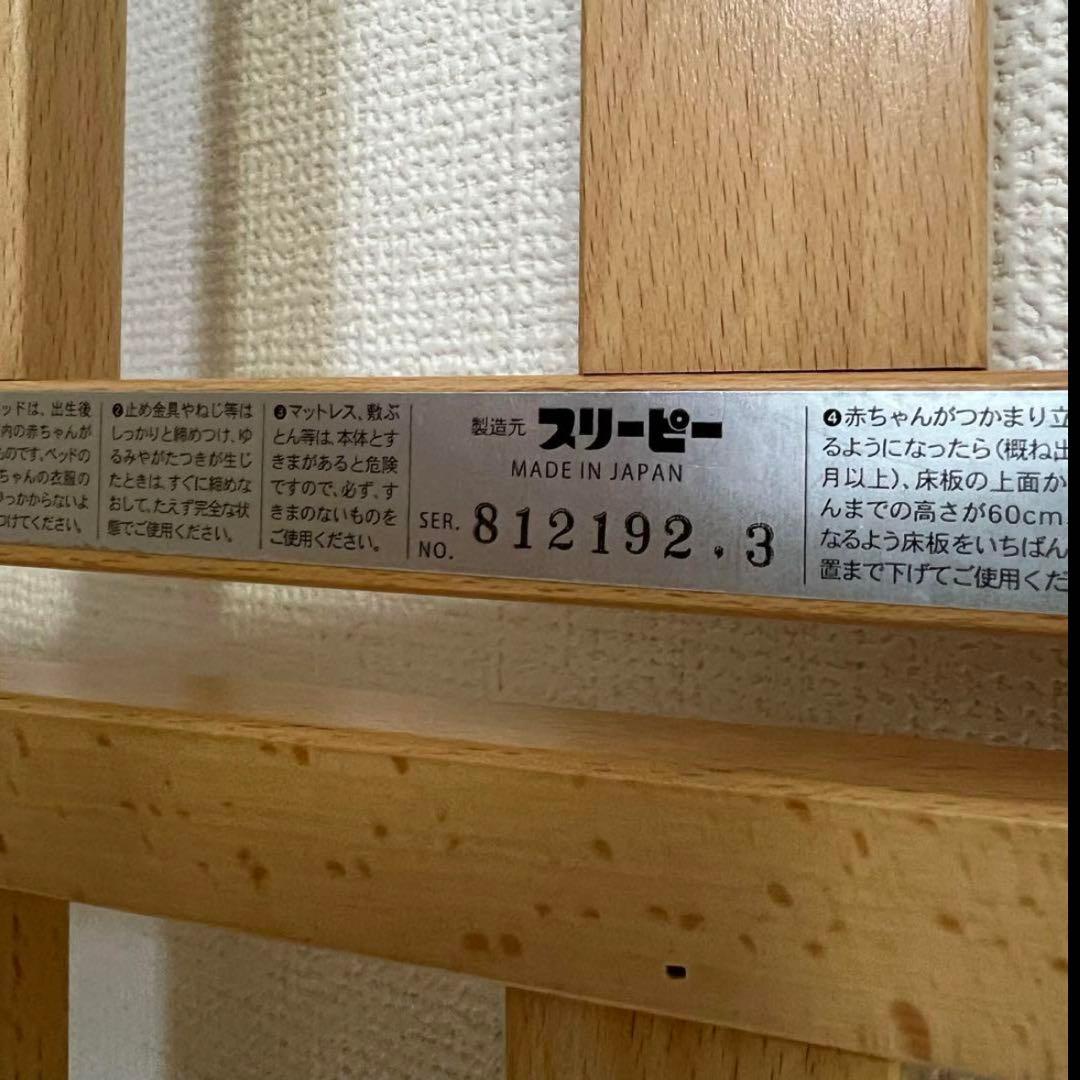 ッドは、出生後
内の赤ちゃんが
ものです。ベッドの
ちゃんの衣服の
っかからないよ
つけてください。
❷止め金具やねじ等は
しっかりと締めつけ、ゆ
るみやがたつきが生じ
たときは、すぐに締めな
おして、たえず完全な状
態でご使用ください。
❸マットレス、敷ぶ
とん等は、本体とす
きまがあると危険
ですので、必ず、す
きまのないものを
ご使用ください。
製造元 スリーピー
MADE IN JAPAN
SER. NO. 812192.3
❹赤ちゃんがつかまり立
るようになったら(概ね出
月以上)、床板の上面か
んまでの高さが60cm
なるよう床板をいちばん
置まで下げてご使用くだ